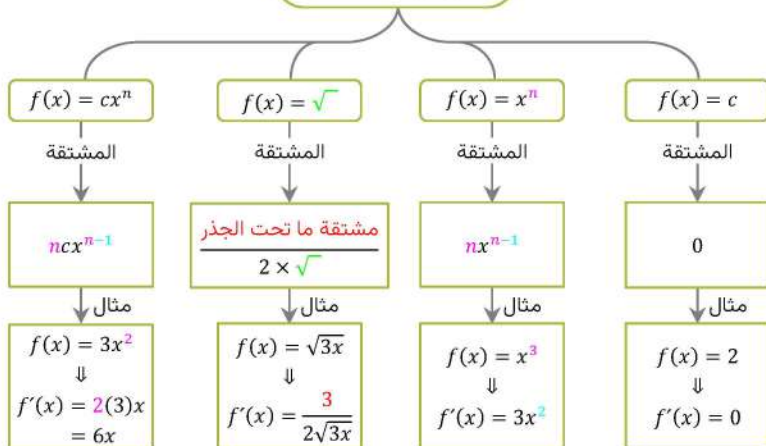 f(x) = c
المشتقة
0
مثال
f(x) = 2
⇓
f′(x) = 0
f(x) = xⁿ
المشتقة
nxⁿ⁻¹
مثال
f(x) = x³
⇓
f′(x) = 3x²
f(x) = √
المشتقة
مشتقة ما تحت الجذر
2 × √
مثال
f(x) = √3x
⇓
f′(x) = 3
2√3x
f(x) = cxⁿ
المشتقة
ncxⁿ⁻¹
مثال
f(x) = 3x²
⇓
f′(x) = 2(3)x
= 6x